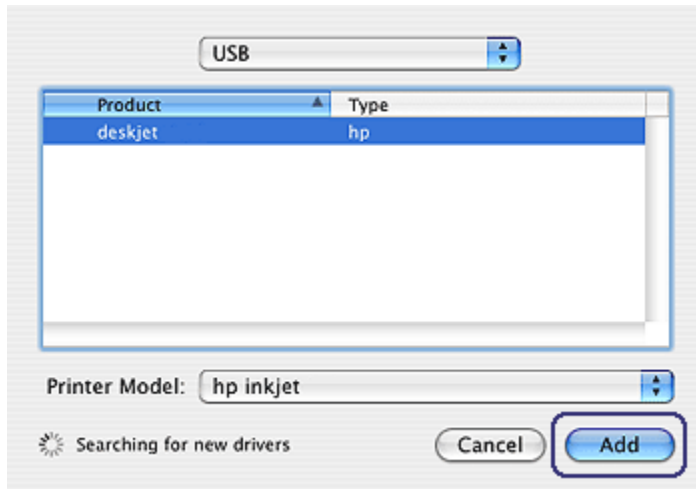 USB
Product Type
deskjet hp
Printer Model: hp inkjet
Searching for new drivers Cancel Add